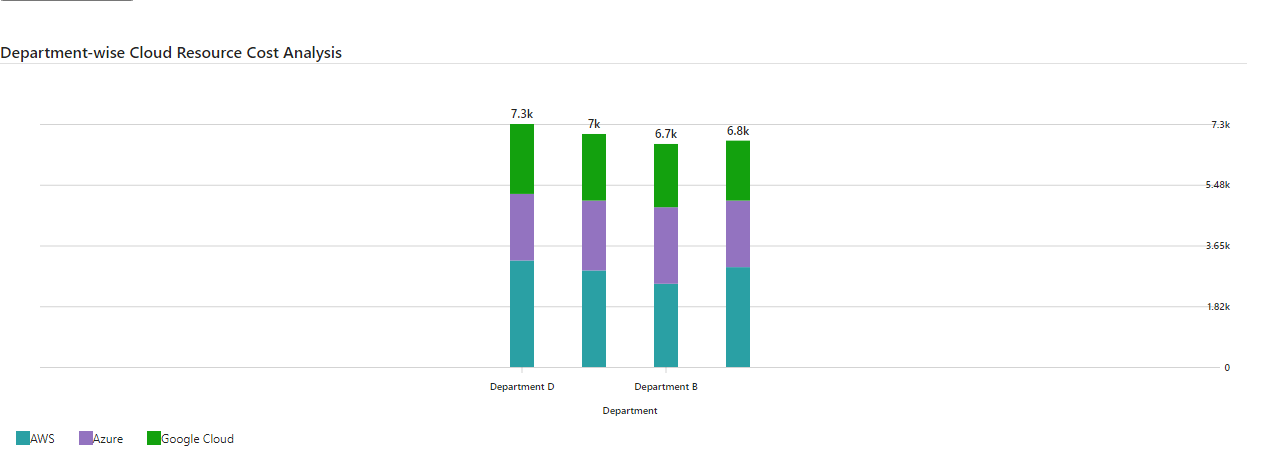 Department-wise Cloud Resource Cost Analysis
7.3k
7k
6.7k
6.8k
7.3k
5.48k
3.65k
1.82k
0
Department D
Department B
Department
AWS
Azure
Google Cloud